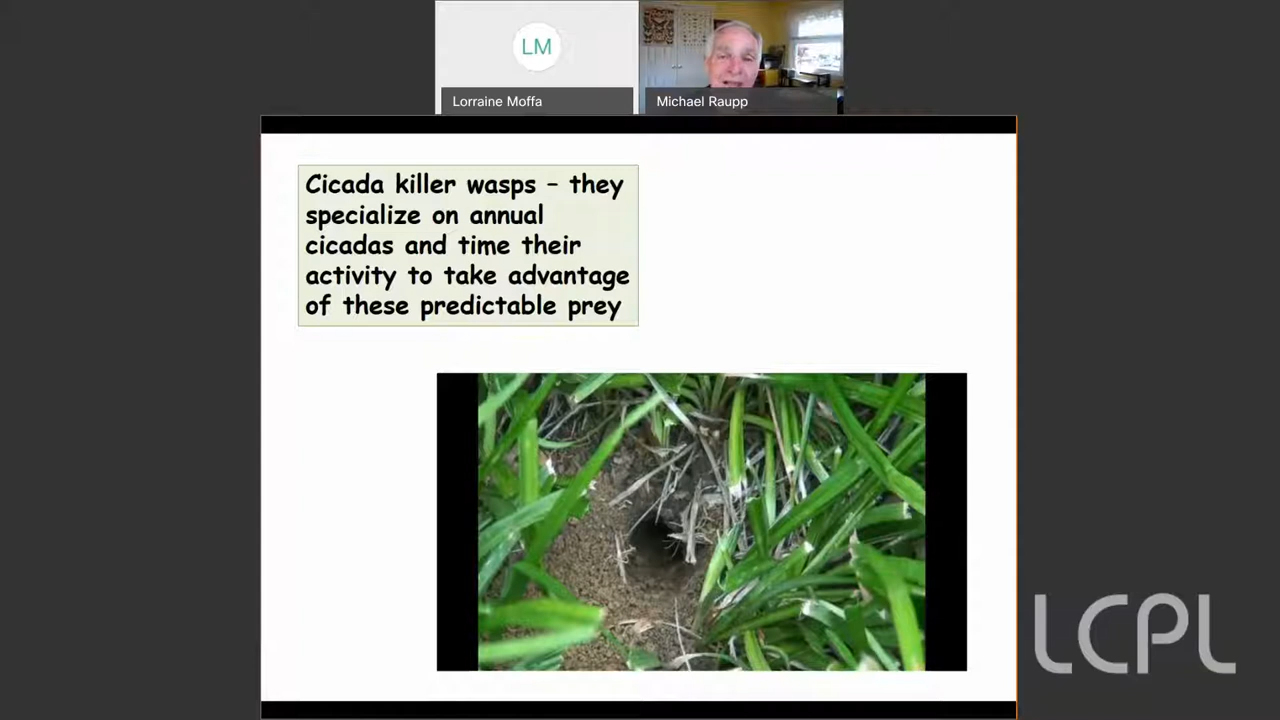 LM
Lorraine Moffa
Michael Raupp
Cicada killer wasps – they
specialize on annual
cicadas and time their
activity to take advantage
of these predictable prey
LCPL